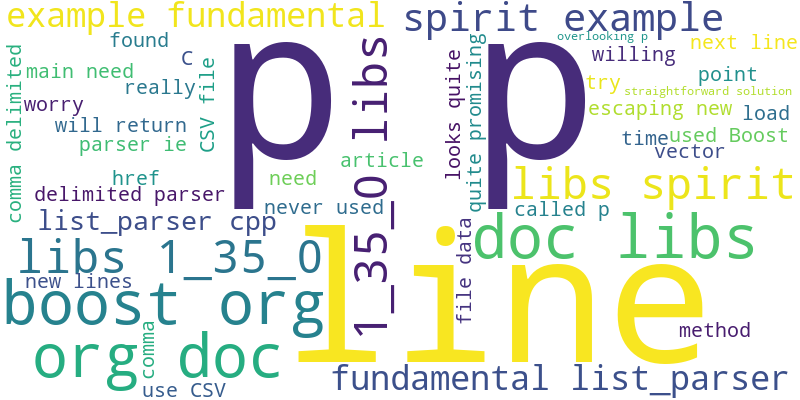 example fundamental
spirit example
found
overlooking p
C
willing
next line
main need
really
point
worry
try
straightforward solution
comma delimited
CSV file
p p
1_35_0 libs
looks quite
quite promising
escaping new
load
will return
time
used Boost
parser ie
vector
article
href
need
libs spirit
delimited parser
never used
called p
list_parser cpp
line
doc libs
libs 1_35_0
file data
new lines
boost org
comma
method
org doc
use CSV
fundamental list_parser